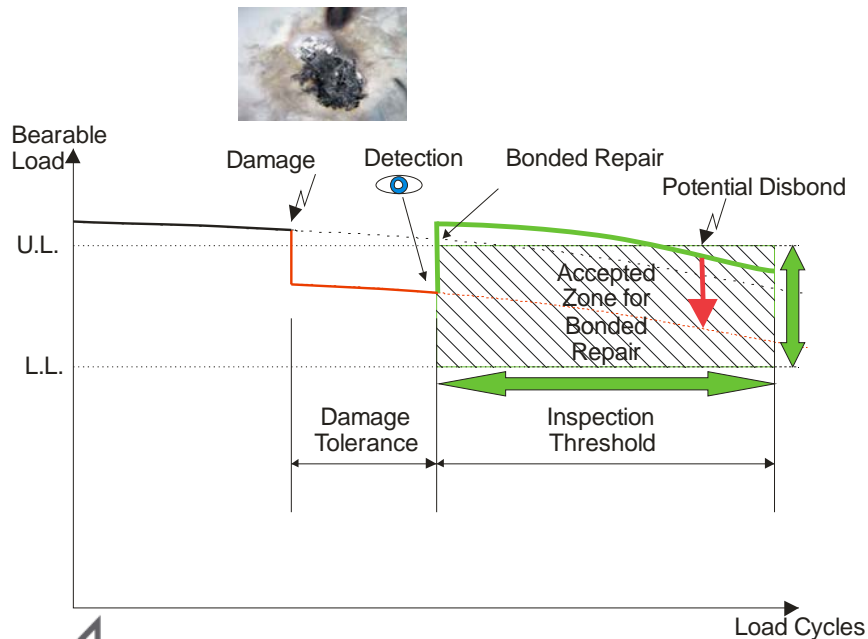 Bearable
Load
Damage
Detection
Bonded Repair
Potential Disbond
U.L.
Accepted
Zone for
Bonded
Repair
L.L.
Damage
Tolerance
Inspection
Threshold
Load Cycles